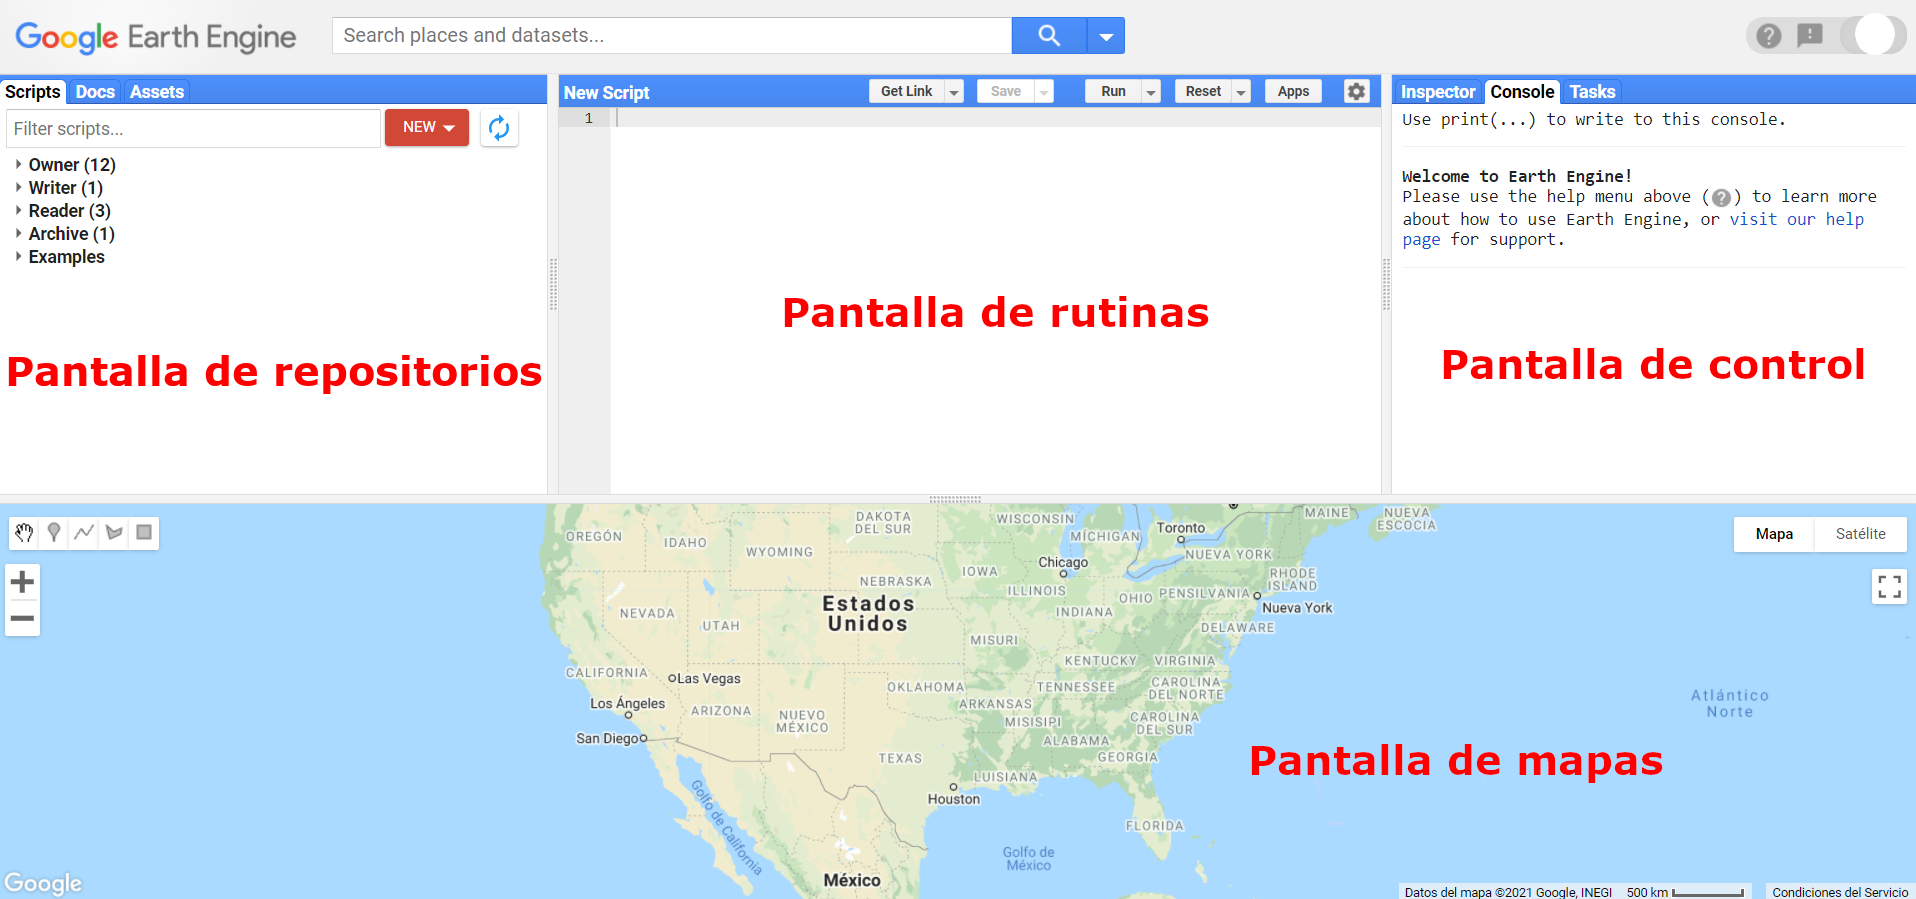 Google Earth Engine
Search places and datasets...
Scripts Docs Assets
Filter scripts...
NEW
Owner (12)
Writer (1)
Reader (3)
Archive (1)
Examples
Pantalla de repositorios
New Script
Get Link
Save
Run
Reset
Apps
1
Pantalla de rutinas
Inspector Console Tasks
Use print(...) to write to this console.
Welcome to Earth Engine!
Please use the help menu above (?) to learn more
about how to use Earth Engine, or visit our help
page for support.
Pantalla de control
Mapa Satélite
OREGÓN
IDAHO
WYOMING
DAKOTA
DEL SUR
WISCONSIN
MÍCHIGAN
Toronto
MAINE
NUEVA
ESCOCIA
NUEVA YORK
Chicago
IOWA
NEBRASKA
ILLINOIS
INDIANA
OHIO
PENSILVANIA
RHODE
ISLAND
Nueva York
NEVADA
UTAH
Estados
Unidos
MISURI
DELAWARE
KENTUCKY
VIRGINIA
CALIFORNIA
Las Vegas
OKLAHOMA
TENNESSEE
CAROLINA
DEL NORTE
Los Ángeles
ARIZONA
NUEVO
MÉXICO
ARKANSAS
MISISIPI
CAROLINA
DEL SUR
San Diego
TEXAS
ALABAMA
GEORGIA
LUISIANA
Houston
FLORIDA
Golfo de California
Golfo de
México
México
Atlántico
Norte
Pantalla de mapas
Google
Datos del mapa ©2021 Google, INEGI
500 km
Condiciones del Servicio